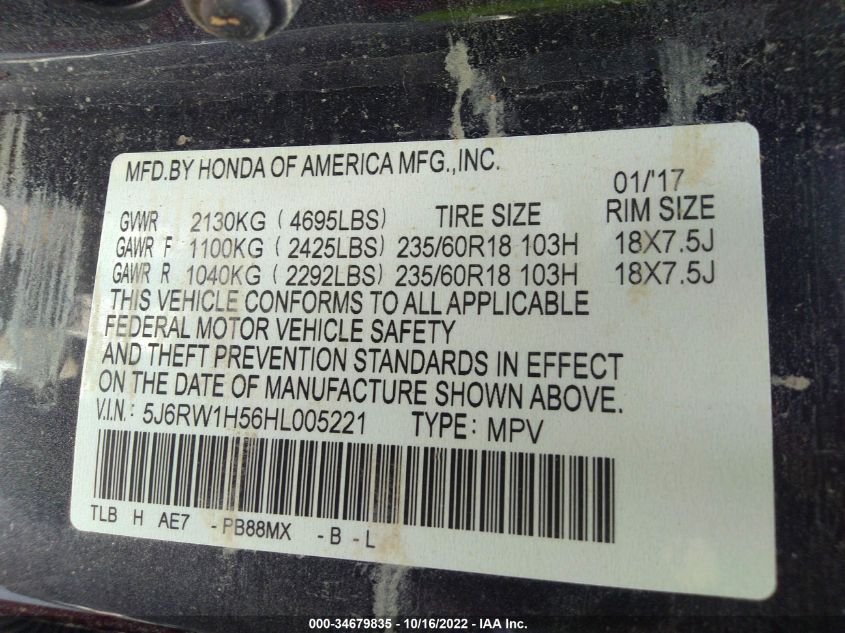 MFD.BY HONDA OF AMERICA MFG.,INC. 01/'17
GVWR 2130KG ( 4695LBS) TIRE SIZE RIM SIZE
GAWR F 1100KG ( 2425LBS) 235/60R18 103H 18X7.5J
GAWR R 1040KG ( 2292LBS) 235/60R18 103H 18X7.5J
THIS VEHICLE CONFORMS TO ALL APPLICABLE
FEDERAL MOTOR VEHICLE SAFETY
AND THEFT PREVENTION STANDARDS IN EFFECT
ON THE DATE OF MANUFACTURE SHOWN ABOVE.
V.I.N.: 5J6RW1H56HL005221 TYPE: MPV
TLB H AE7 - PB88MX - B - L
000-34679835 - 10/16/2022 - IAA Inc.